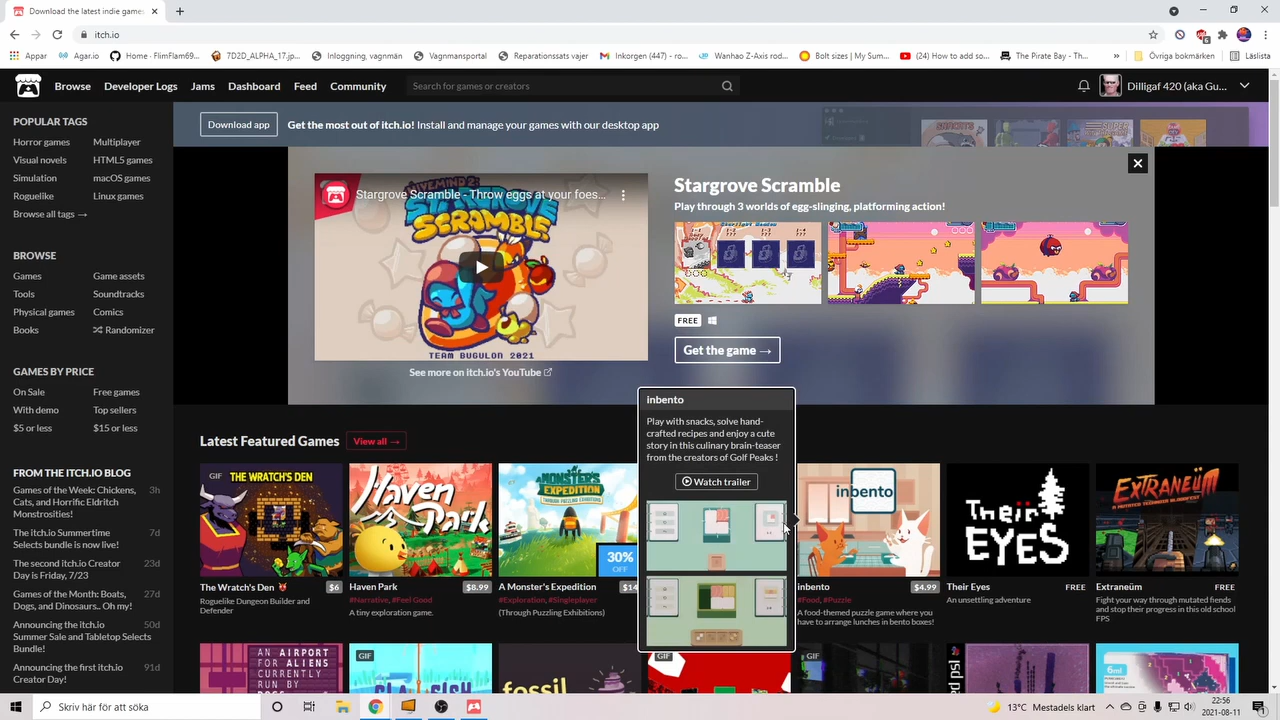 Download the latest indie games
itch.io
Appar
Agar.io
Home · FlimFlam69...
7D2D_ALPHA_17.jp...
Inloggning, vägnman
Vagnmansportal
Reparationssats vajer
Inkorgen (447) - ro...
Wanhao Z-Axis rod...
Bolt sizes | My Sum...
(24) How to add so...
The Pirate Bay - Th...
»
Övriga bokmärken
Läslista
Browse
Developer Logs
Jams
Dashboard
Feed
Community
Search for games or creators
Dilligaf 420 (aka Gu...
POPULAR TAGS
Horror games
Multiplayer
Visual novels
HTML5 games
Simulation
macOS games
Roguelike
Linux games
Browse all tags →
BROWSE
Games
Game assets
Tools
Soundtracks
Physical games
Comics
Books
Randomizer
GAMES BY PRICE
On Sale
Free games
With demo
Top sellers
$5 or less
$15 or less
FROM THE ITCH.IO BLOG
Games of the Week: Chickens,
Cats, and Horrific Eldritch
Monstrosities!
3h
The itch.io Summertime
Selects bundle is now live!
7d
The second itch.io Creator
Day is Friday, 7/23
23d
Games of the Month: Boats,
Dogs, and Dinosaurs.. Oh my!
34d
Announcing the itch.io
Summer Sale and Tabletop Selects
Bundle!
50d
Announcing the first itch.io
Creator Day!
91d
Download app
Get the most out of itch.io! Install and manage your games with our desktop app
Stargrove Scramble - Throw eggs at your foes...
SCRAMBLE
TEAM BUGULON 2021
See more on itch.io's YouTube
Stargrove Scramble
Play through 3 worlds of egg-slinging, platforming action!
FREE
Get the game →
inbento
Play with snacks, solve hand-
crafted recipes and enjoy a cute
story in this culinary brain-teaser
from the creators of Golf Peaks !
Watch trailer
Latest Featured Games
View all →
GIF
THE WRATCH'S DEN
Haven Park
A MONSTER'S EXPEDITION
30%
OFF
inbento
Their EYES
EXTRANEÜM
The Wratch's Den
$6
Roguelike Dungeon Builder and
Defender
Haven Park
$8.99
#Narrative, #Feel Good
A tiny exploration game.
A Monster's Expedition
$14
#Exploration, #Singleplayer
(Through Puzzling Exhibitions)
inbento
$4.99
#Food, #Puzzle
A food-themed puzzle game where you
have to arrange lunches in bento boxes!
Their Eyes
FREE
An unsettling adventure
Extraneüm
FREE
Fight your way through mutated fiends
and stop their progress in this old school
FPS
AN AIRPORT
FOR ALIENS
CURRENTLY
RUN BY
GIF
fossil
GIF
GIF
6ml
Skriv här för att söka
13°C Mestadels klart
22:56
2021-08-11